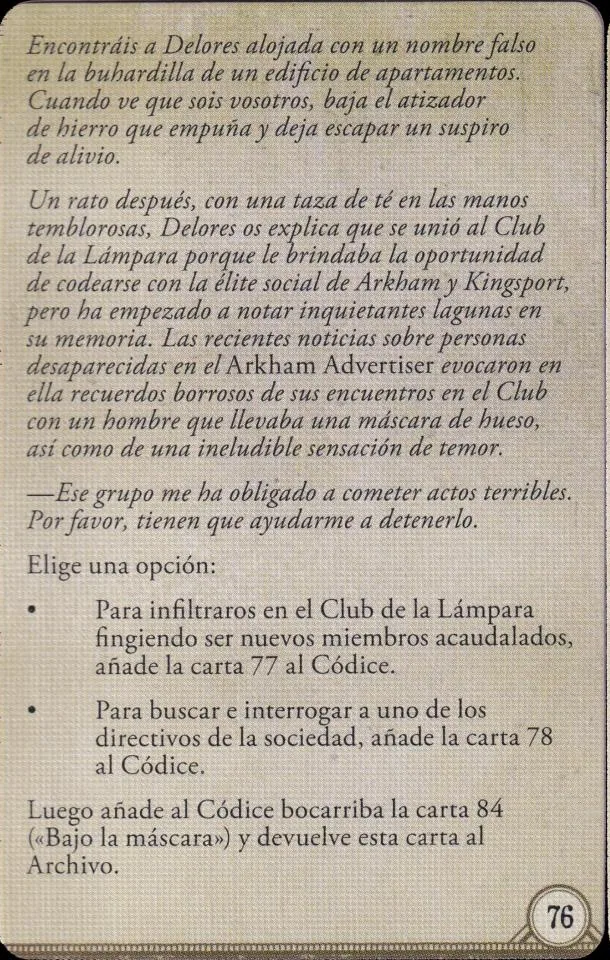 Encontráis a Delores alojada con un nombre falso
en la buhardilla de un edificio de apartamentos.
Cuando ve que sois vosotros, baja el atizador
de hierro que empuña y deja escapar un suspiro
de alivio.
Un rato después, con una taza de té en las manos
temblorosas, Delores os explica que se unió al Club
de la Lámpara porque le brindaba la oportunidad
de codearse con la élite social de Arkham y Kingsport,
pero ha empezado a notar inquietantes lagunas en
su memoria. Las recientes noticias sobre personas
desaparecidas en el Arkham Advertiser evocaron en
ella recuerdos borrosos de sus encuentros en el Club
con un hombre que llevaba una máscara de hueso,
así como de una ineludible sensación de temor.
—Ese grupo me ha obligado a cometer actos terribles.
Por favor, tienen que ayudarme a detenerlo.
Elige una opción:
• Para infiltraros en el Club de la Lámpara
fingiendo ser nuevos miembros acaudalados,
añade la carta 77 al Códice.
• Para buscar e interrogar a uno de los
directivos de la sociedad, añade la carta 78
al Códice.
Luego añade al Códice bocarriba la carta 84
(«Bajo la máscara») y devuelve esta carta al
Archivo.
76